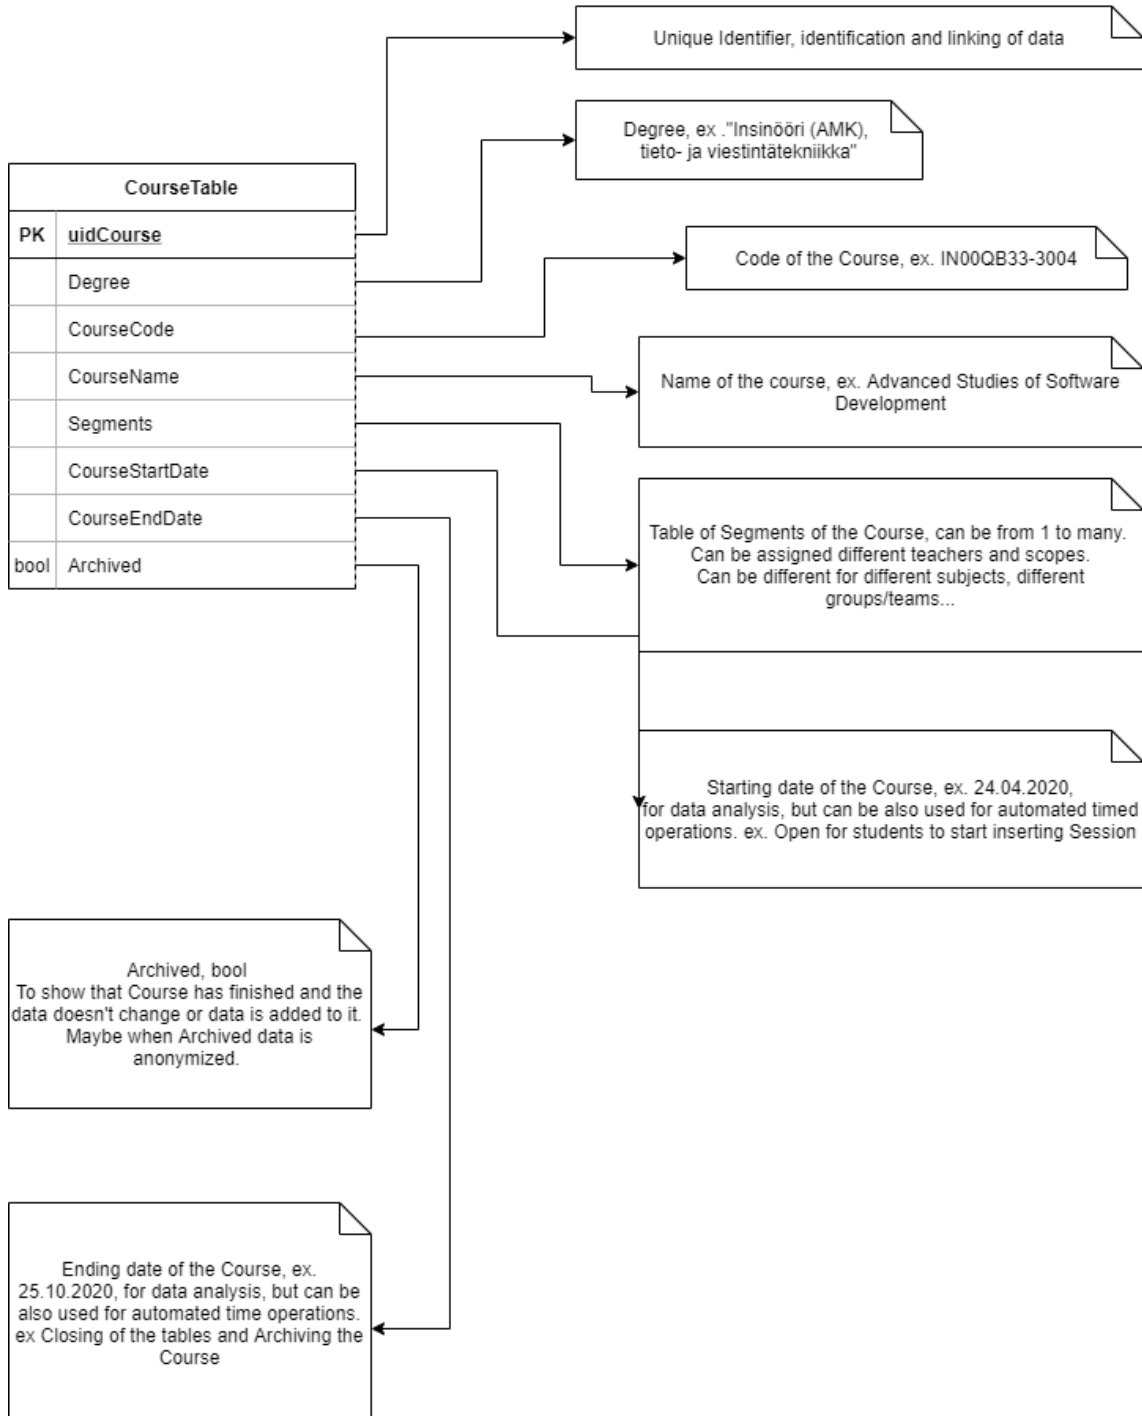 Unique Identifier, identification and linking of data
Degree, ex ."Insinööri (AMK),
tieto- ja viestintätekniikka"
CourseTable
PK uidCourse
Degree
CourseCode
CourseName
Segments
CourseStartDate
CourseEndDate
bool Archived
Code of the Course, ex. IN00QB33-3004
Name of the course, ex. Advanced Studies of Software
Development
Table of Segments of the Course, can be from 1 to many.
Can be assigned different teachers and scopes.
Can be different for different subjects, different
groups/teams...
Starting date of the Course, ex. 24.04.2020,
for data analysis, but can be also used for automated timed
operations. ex. Open for students to start inserting Session
Archived, bool
To show that Course has finished and the
data doesn't change or data is added to it.
Maybe when Archived data is
anonymized.
Ending date of the Course, ex.
25.10.2020, for data analysis, but can be
also used for automated time operations.
ex Closing of the tables and Archiving the
Course